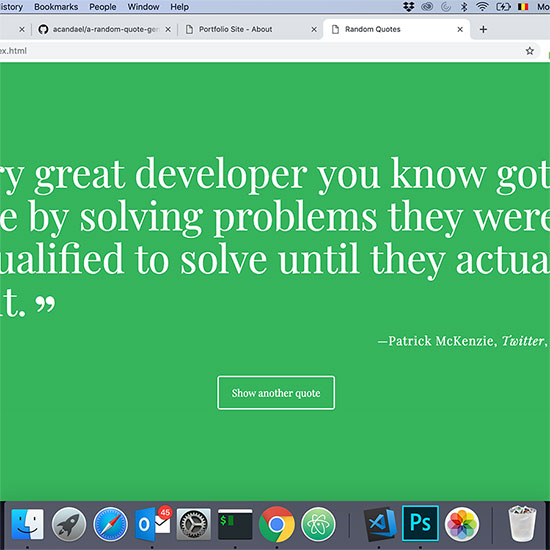 istory Bookmarks People Window Help Mo
acandael/a-random-quote-gen Portfolio Site - About Random Quotes
ex.html
ry great developer you know got
e by solving problems they were
ualified to solve until they actua
it. ”
—Patrick McKenzie, Twitter,
Show another quote
45
O
$
Ps